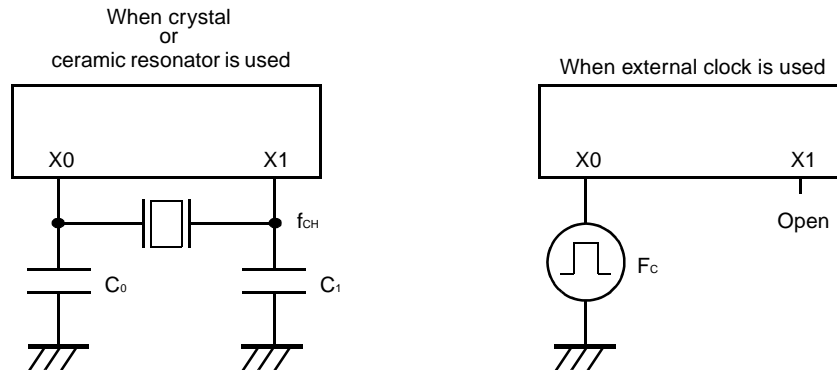 When crystal
or
ceramic resonator is used
X0 X1
fCH
C0 C1
When external clock is used
X0 X1
Open
FC